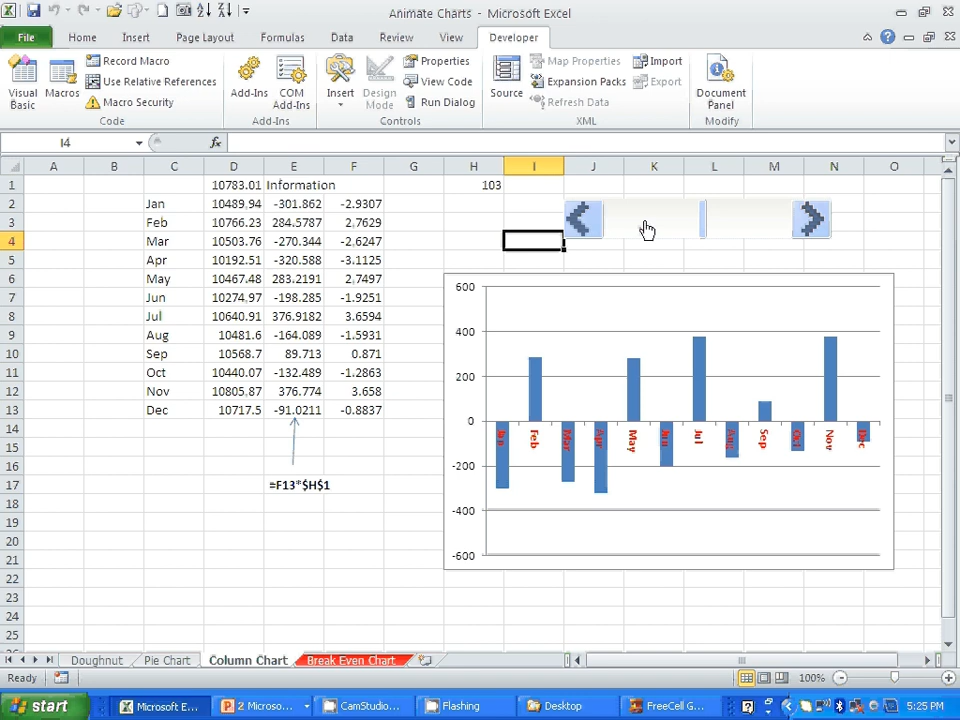 Animate Charts - Microsoft Excel
File Home Insert Page Layout Formulas Data Review View Developer
Visual Basic
Macros
Record Macro
Use Relative References
Macro Security
Code
Add-Ins
COM Add-Ins
Add-Ins
Insert
Design Mode
Properties
View Code
Run Dialog
Controls
Source
Map Properties
Expansion Packs
Refresh Data
Import
Export
XML
Document Panel
Modify
I4 fx
A B C D E F G H I J K L M N O
1 10783.01 Information 103
2 Jan 10489.94 -301.862 -2.9307
3 Feb 10766.23 284.5787 2.7629
4 Mar 10503.76 -270.344 -2.6247
5 Apr 10192.51 -320.588 -3.1125
6 May 10467.48 283.2191 2.7497
7 Jun 10274.97 -198.285 -1.9251
8 Jul 10640.91 376.9182 3.6594
9 Aug 10481.6 -164.089 -1.5931
10 Sep 10568.7 89.713 0.871
11 Oct 10440.07 -132.489 -1.2863
12 Nov 10805.87 376.774 3.658
13 Dec 10717.5 -91.0211 -0.8837
14
15
16
17 =F13*$H$1
18
19
20
21
22
23
24
25
600
400
200
0
-200
-400
-600
Jan Feb Mar Apr May Jun Jul Aug Sep Oct Nov Dec
Doughnut Pie Chart Column Chart Break Even Chart
Ready 100%
start Microsoft E... 2 Microso... CamStudio... Flashing Desktop FreeCell G... 5:25 PM